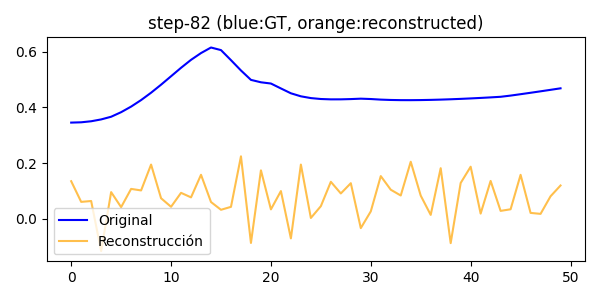 step-82 (blue:GT, orange:reconstructed)
0.6
0.4
0.2
0.0
Original
Reconstrucción
0 10 20 30 40 50